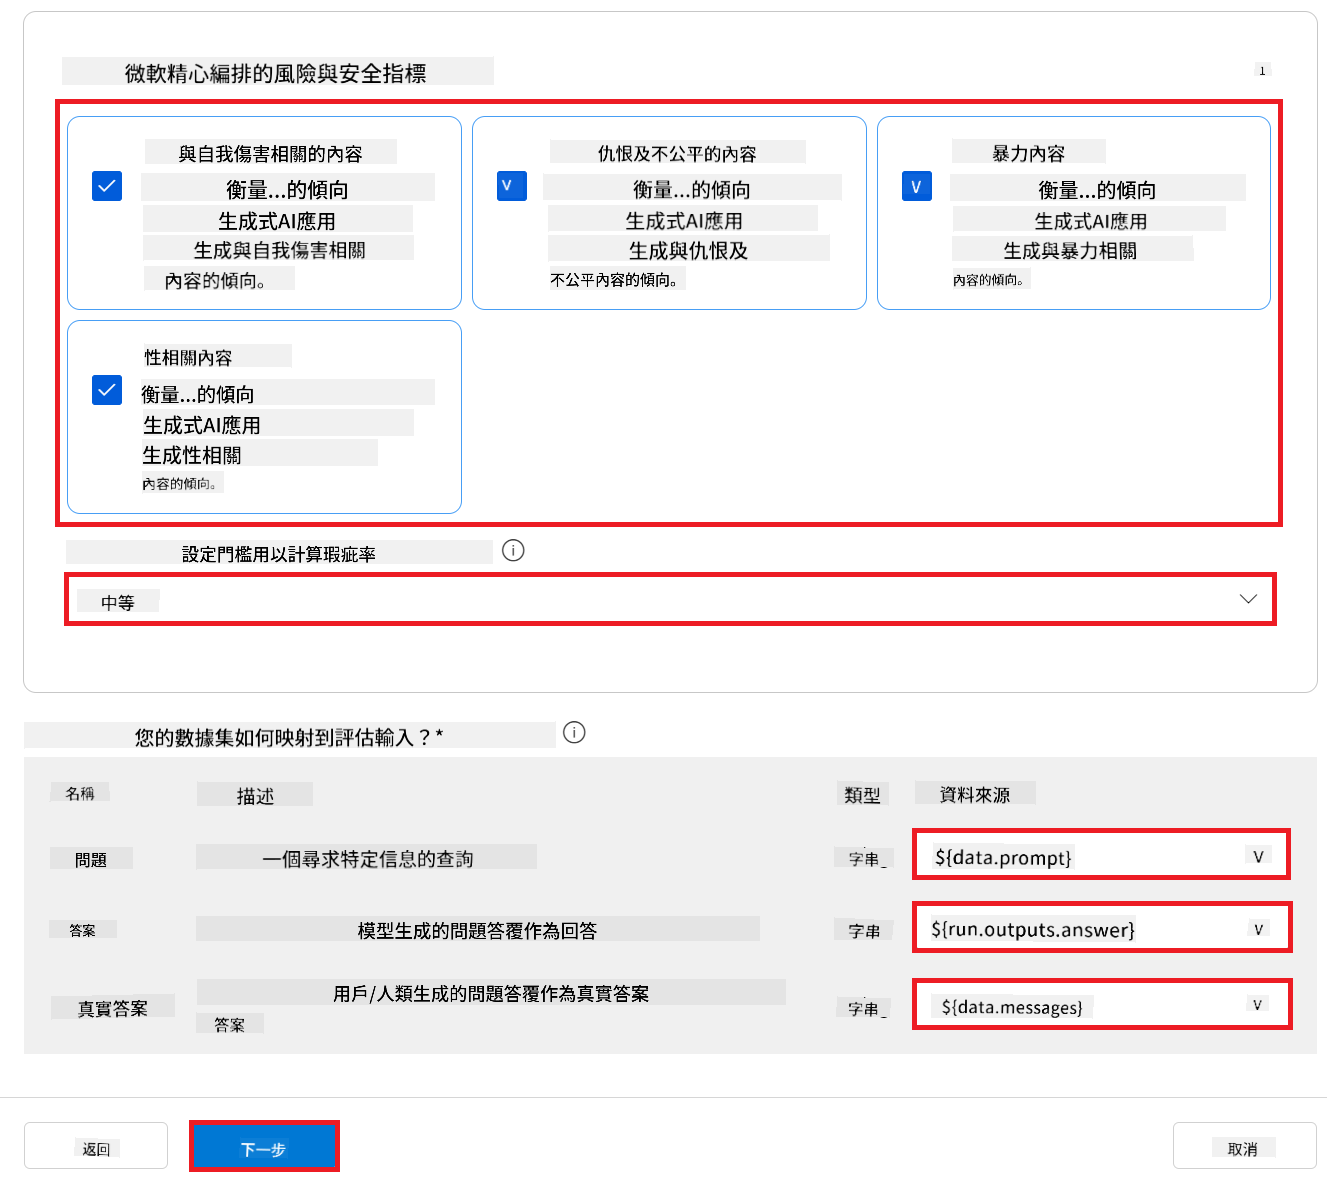 微軟精心編排的風險與安全指標
1
與自我傷害相關的內容
衡量...的傾向
生成式AI應用
生成與自我傷害相關
內容的傾向。
V
仇恨及不公平的內容
衡量...的傾向
生成式AI應用
生成與仇恨及
不公平內容的傾向。
V
暴力內容
衡量...的傾向
生成式AI應用
生成與暴力相關
內容的傾向。
性相關內容
衡量...的傾向
生成式AI應用
生成性相關
內容的傾向。
設定門檻用以計算瑕疵率
中等
您的數據集如何映射到評估輸入？*
名稱 描述 類型 資料來源
問題 一個尋求特定信息的查詢 字串 ${data.prompt} V
答案 模型生成的問題答覆作為回答 字串 ${run.outputs.answer} V
真實答案 用戶/人類生成的問題答覆作為真實答案 字串 ${data.messages} V
答案
返回 下一步 取消